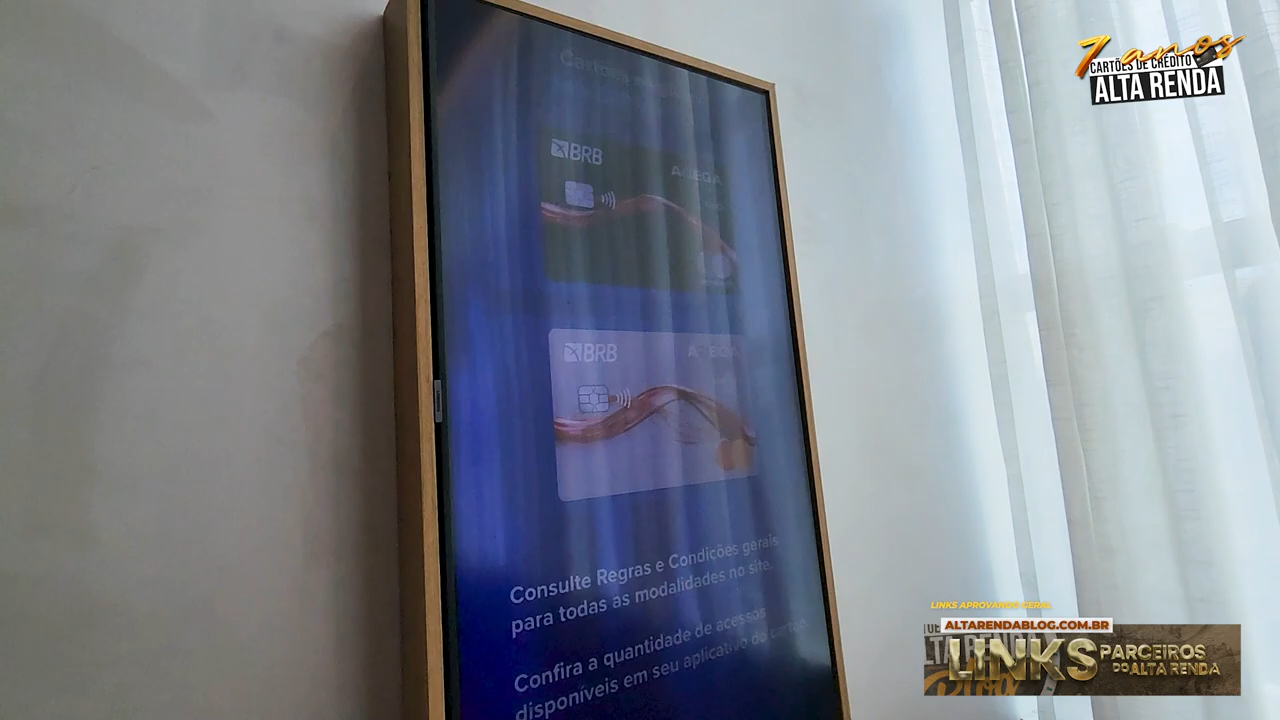 7 anos
CARTÕES DE CRÉDITO
ALTA RENDA
BRB
BRB
Consulte Regras e Condições gerais
para todas as modalidades no site.
Confira a quantidade de acessos
disponíveis em seu aplicativo do cartão.
LINKS APROVANDO GERAL
ALTARENDABLOG.COM.BR
LINKS PARCEIROS
DO ALTA RENDA